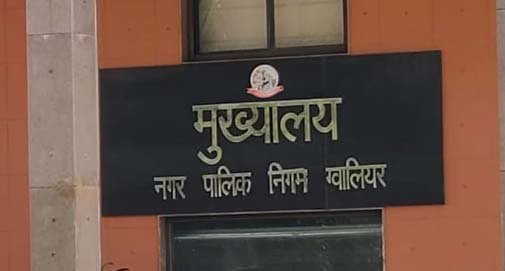 मुख्यालय
नगर पालिक निगम ग्वालियर